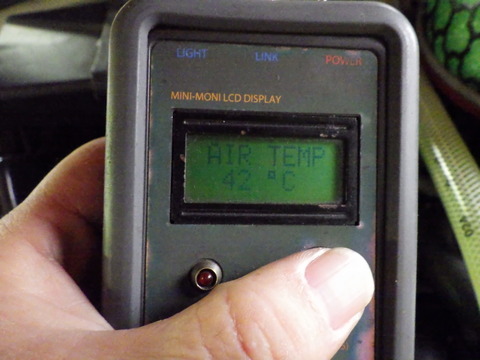 LIGHT LINK POWER
MINI-MONI LCD DISPLAY
AIR TEMP
42 °C